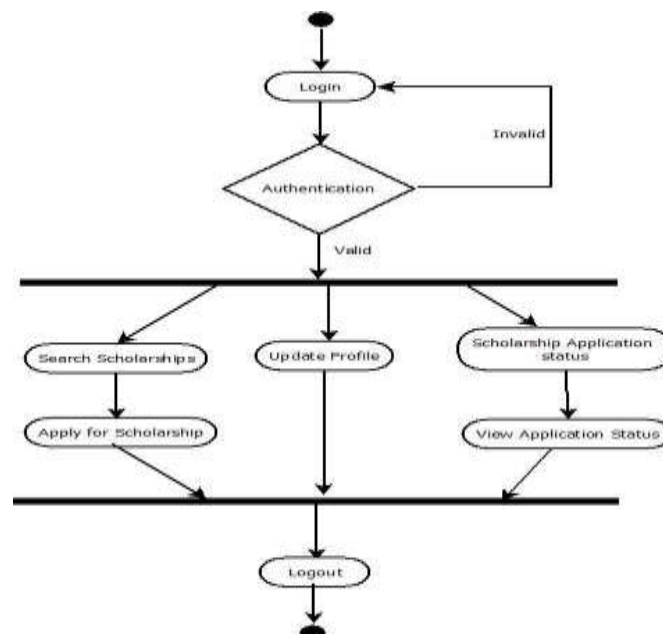 Login
Invalid
Authentication
Valid
Search Scholarships
Update Profile
Scholarship Application
status
Apply for Scholarship
View Application Status
Logout